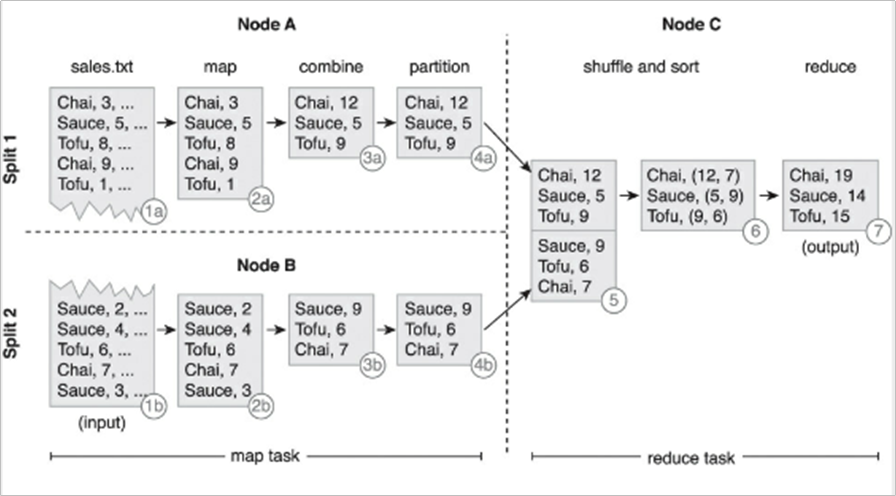 Node A
Node C
sales.txt
map
combine
partition
shuffle and sort
reduce
Split 1
Chai, 3, ...
Sauce, 5, ...
Tofu, 8, ...
Chai, 9, ...
Tofu, 1, ...
1a
Chai, 3
Sauce, 5
Tofu, 8
Chai, 9
Tofu, 1
2a
Chai, 12
Sauce, 5
Tofu, 9
3a
Chai, 12
Sauce, 5
Tofu, 9
4a
Node B
Split 2
Sauce, 2, ...
Sauce, 4, ...
Tofu, 6, ...
Chai, 7, ...
Sauce, 3, ...
1b
(input)
Sauce, 2
Sauce, 4
Tofu, 6
Chai, 7
Sauce, 3
2b
Sauce, 9
Tofu, 6
Chai, 7
3b
Sauce, 9
Tofu, 6
Chai, 7
4b
Chai, 12
Sauce, 5
Tofu, 9
Sauce, 9
Tofu, 6
Chai, 7
5
Chai, (12, 7)
Sauce, (5, 9)
Tofu, (9, 6)
6
Chai, 19
Sauce, 14
Tofu, 15
7
(output)
map task
reduce task